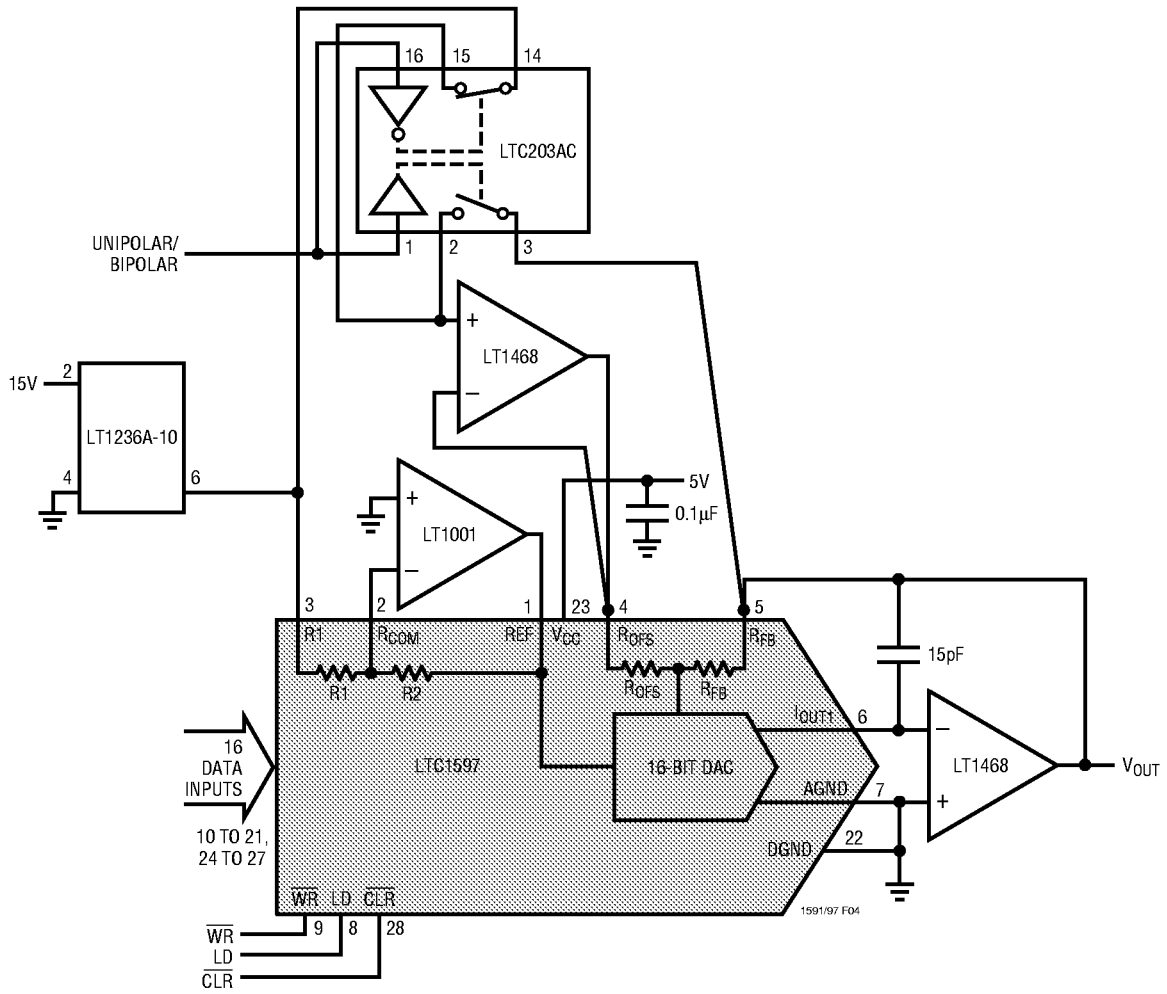 16 15 14
LTC203AC
UNIPOLAR/
BIPOLAR
1 2 3
+
LT1468
−
15V 2
LT1236A-10
4 6
5V
0.1µF
+
LT1001
−
3 2 1 23 4 5
R1 RCOM REF VCC ROFS RFB
R1 R2 ROFS RFB
15pF
IOUT1 6
−
LT1468
+
VOUT
16
DATA
INPUTS
LTC1597
16-BIT DAC
AGND 7
10 TO 21,
24 TO 27
DGND 22
WR LD CLR
1591/97 F04
WR 9 8 28
LD
CLR